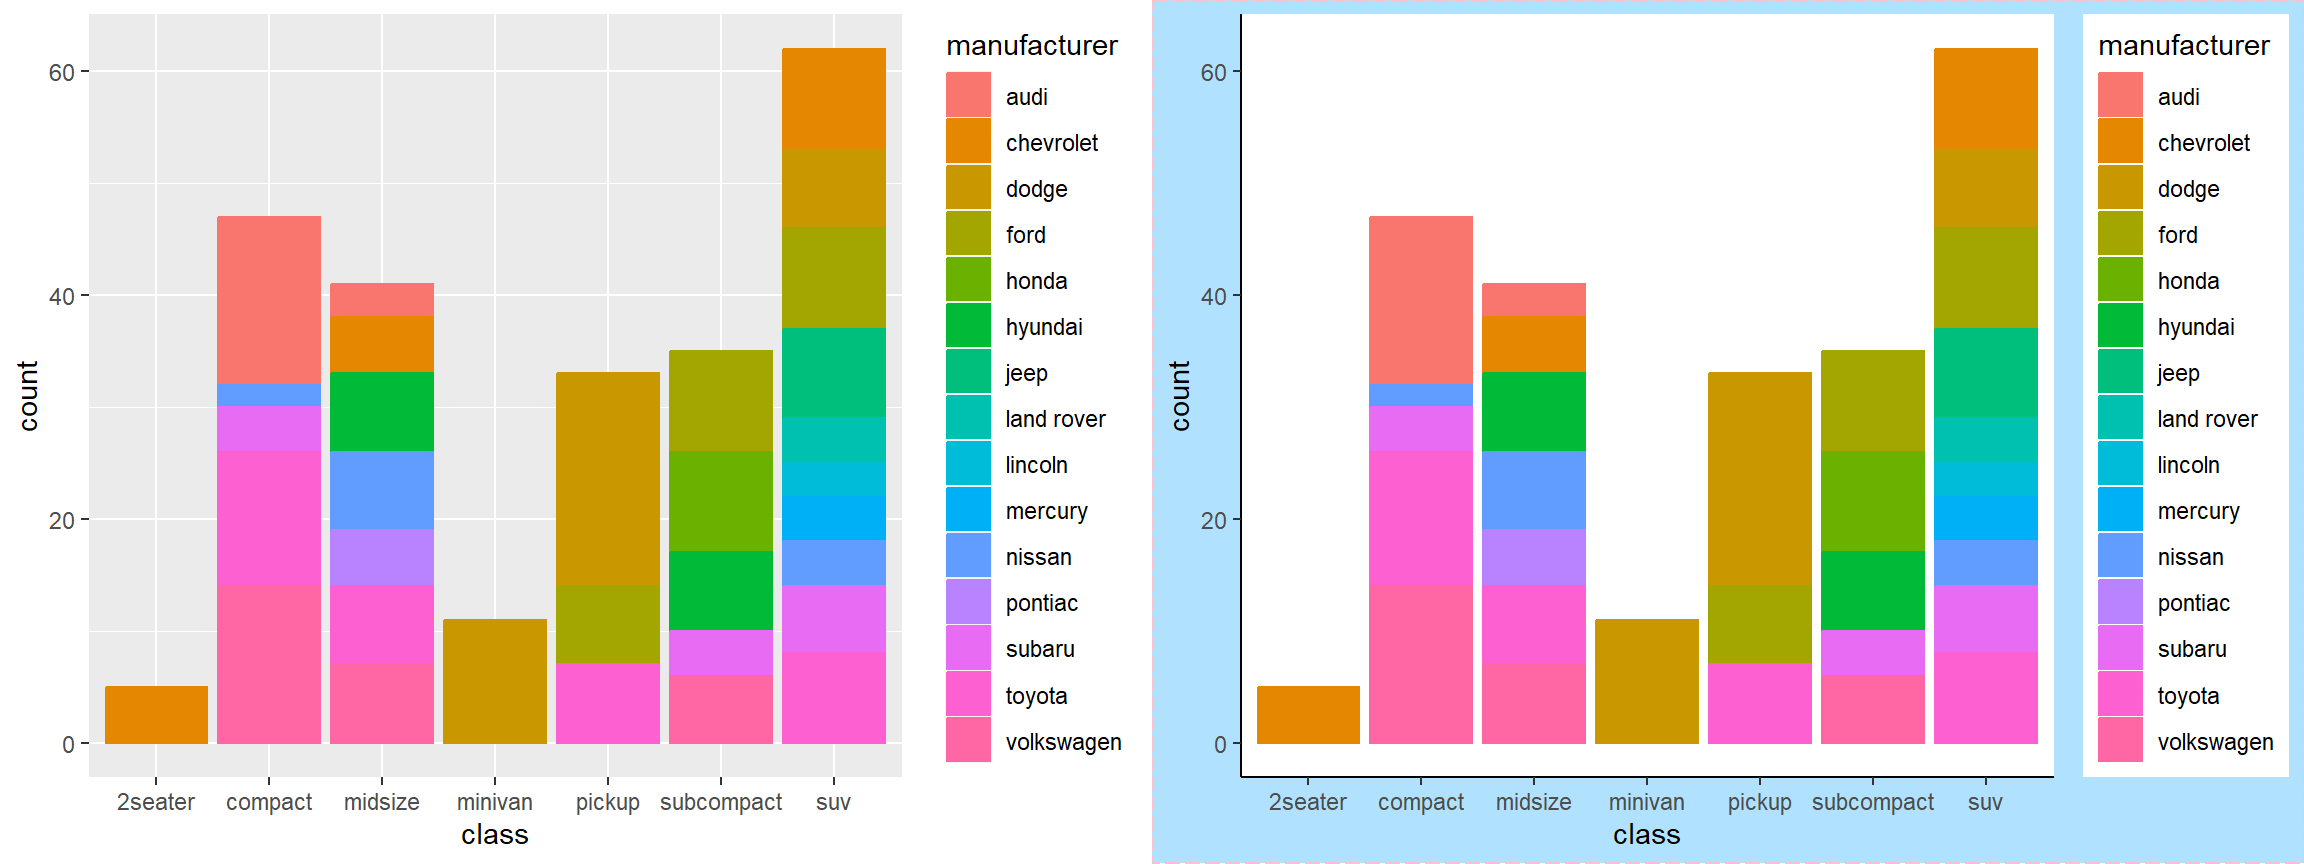 manufacturer
audi
chevrolet
dodge
ford
honda
hyundai
jeep
land rover
lincoln
mercury
nissan
pontiac
subaru
toyota
volkswagen
60
40
20
0
count
2seater compact midsize minivan pickup subcompact suv
class
manufacturer
audi
chevrolet
dodge
ford
honda
hyundai
jeep
land rover
lincoln
mercury
nissan
pontiac
subaru
toyota
volkswagen
60
40
20
0
count
2seater compact midsize minivan pickup subcompact suv
class